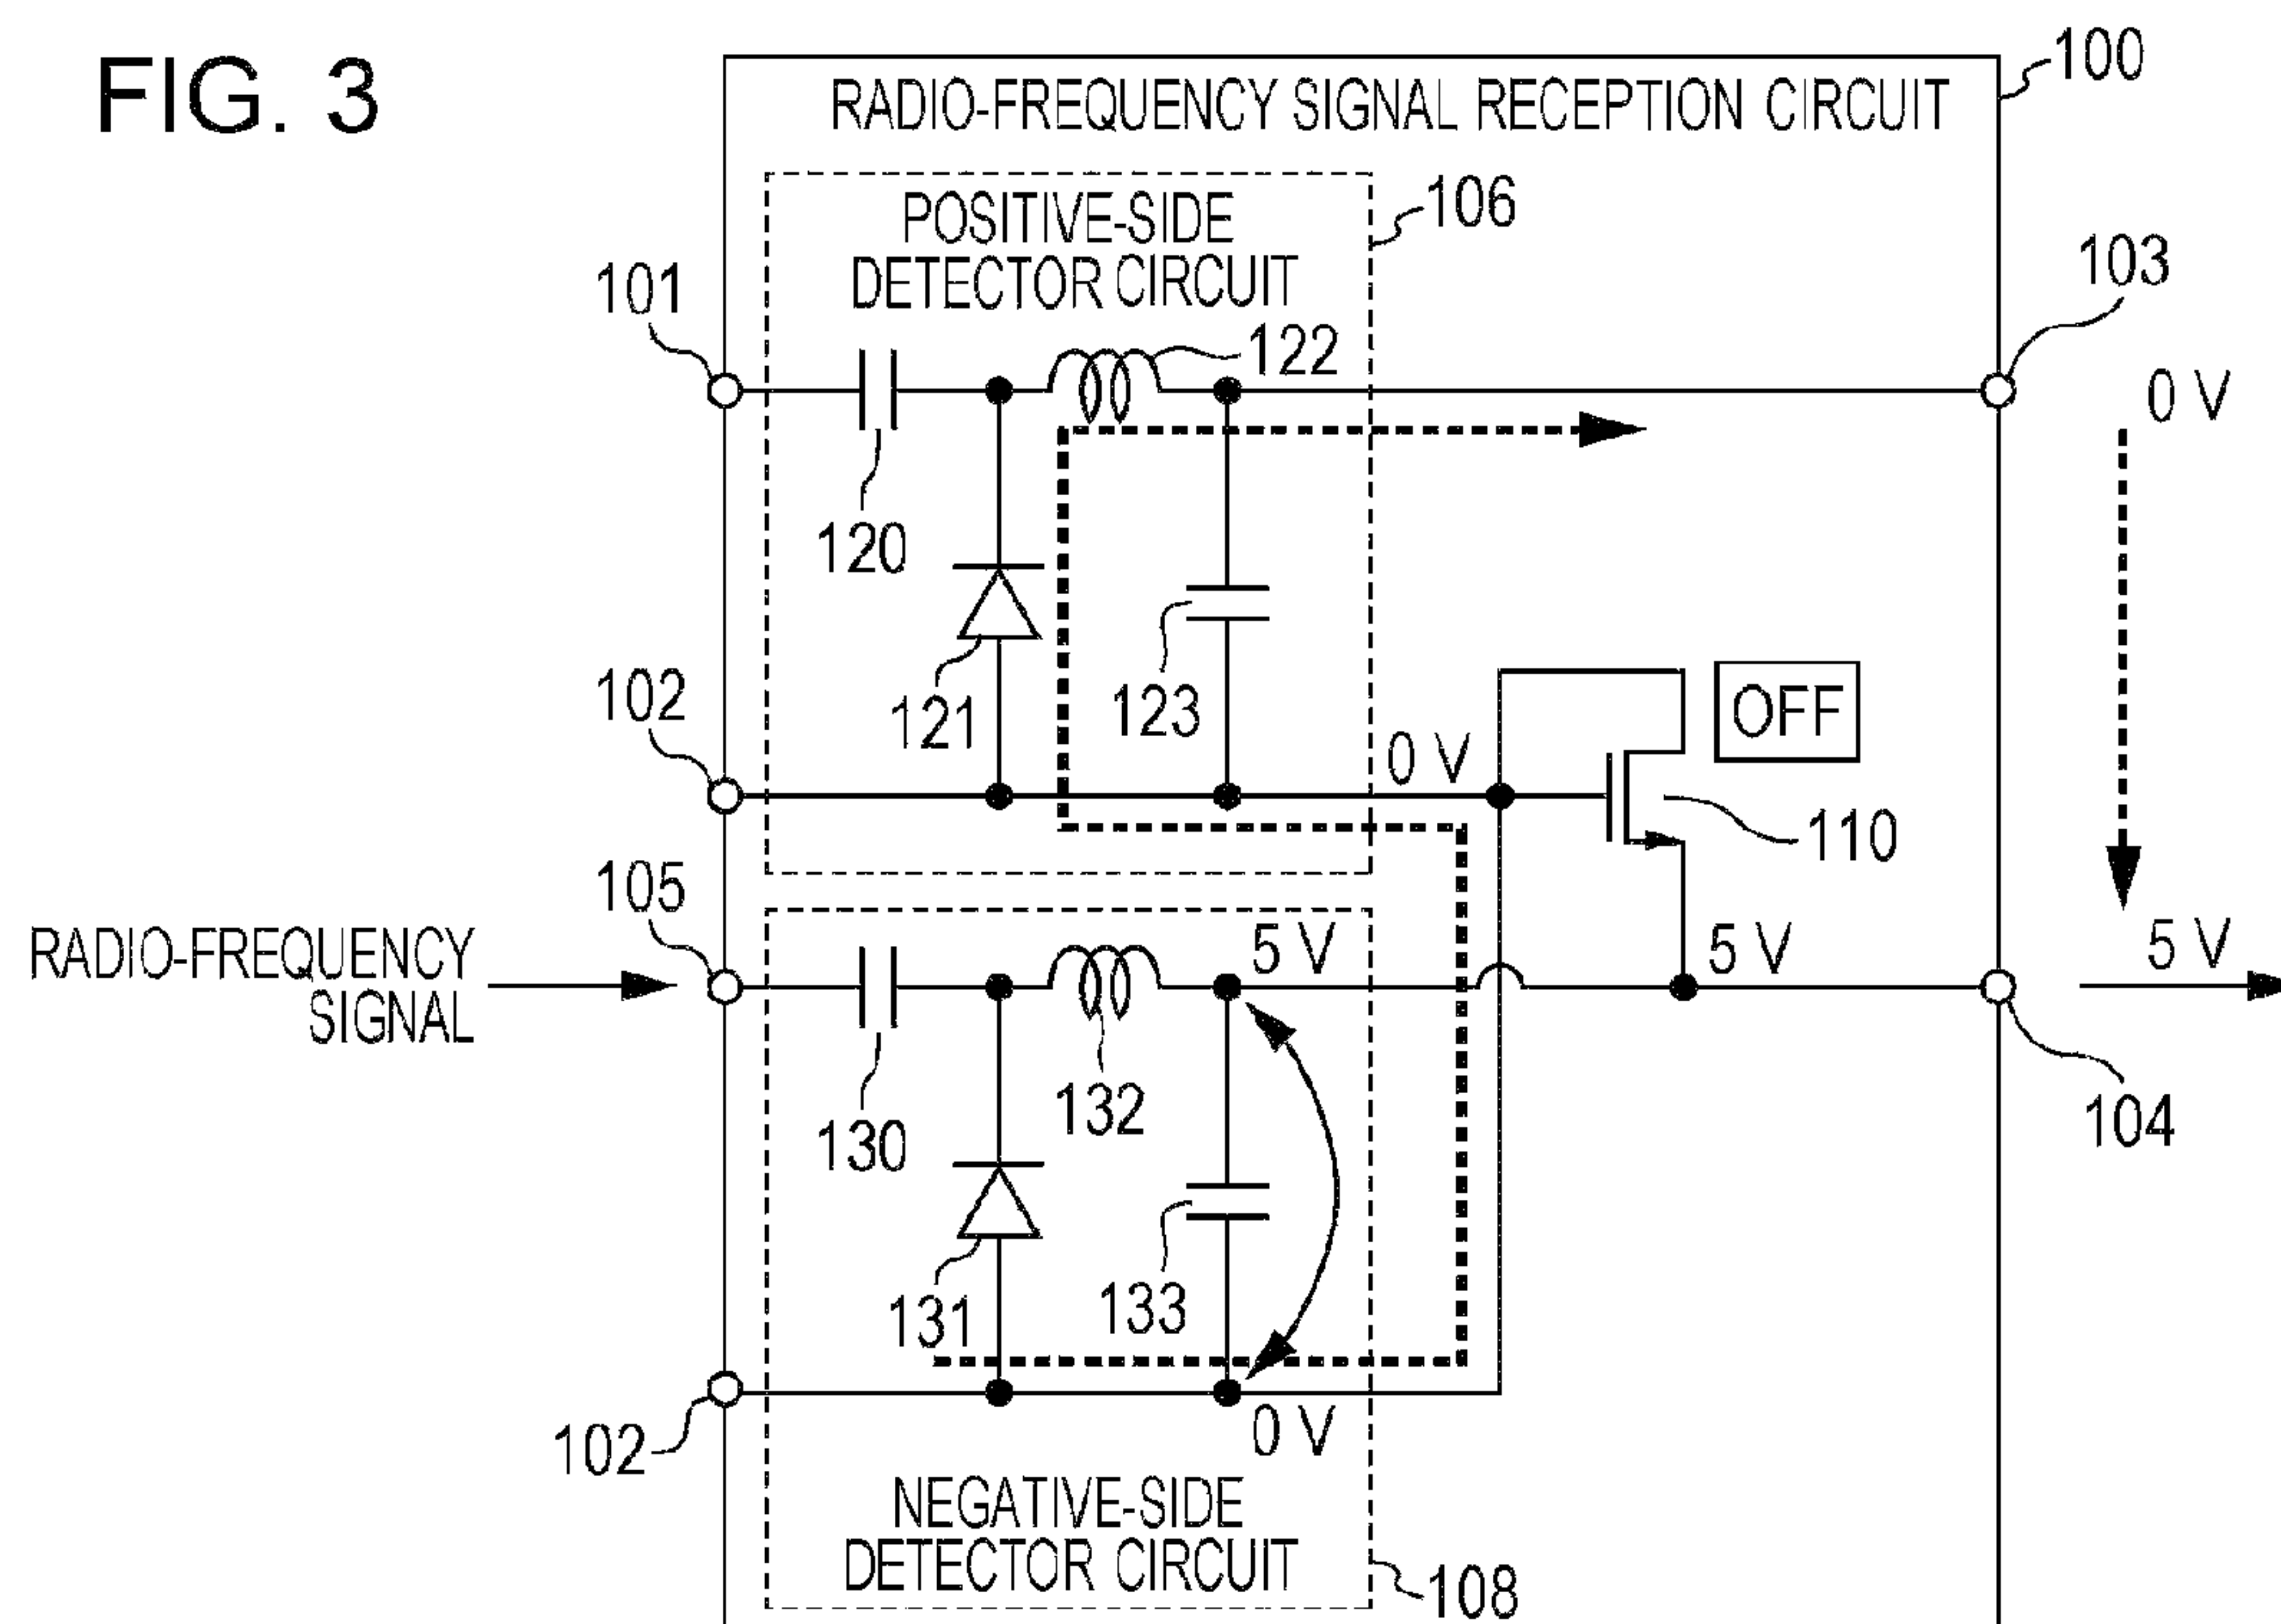 FIG. 3
100
RADIO-FREQUENCY SIGNAL RECEPTION CIRCUIT
POSITIVE-SIDE
DETECTOR CIRCUIT
106
101
103
122
0 V
120
102
121
123
0 V
OFF
110
105
RADIO-FREQUENCY
SIGNAL
5 V
5 V
5 V
132
130
104
131
133
102
0 V
NEGATIVE-SIDE
DETECTOR CIRCUIT
108